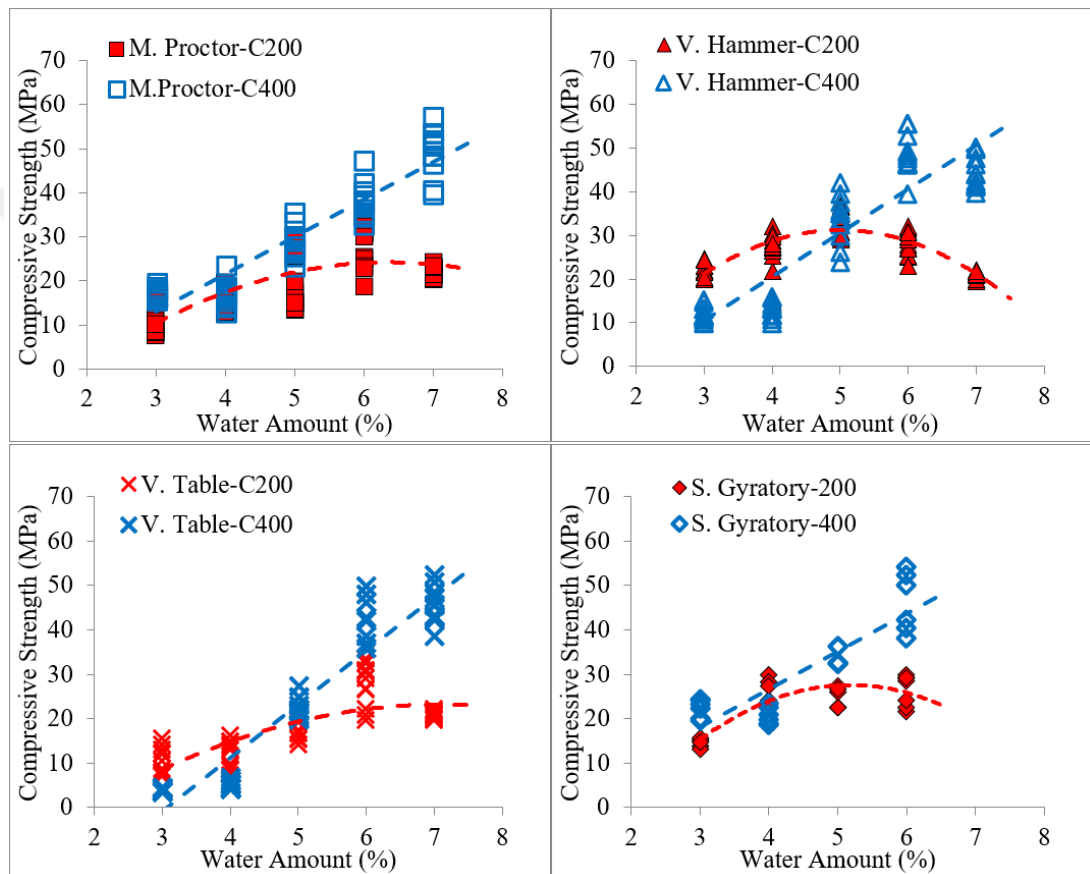 M. Proctor-C200
M.Proctor-C400
Compressive Strength (MPa)
70
60
50
40
30
20
10
0
2 3 4 5 6 7 8
Water Amount (%)
V. Hammer-C200
V. Hammer-C400
Compressive Strength (MPa)
70
60
50
40
30
20
10
0
2 3 4 5 6 7 8
Water Amount (%)
V. Table-C200
V. Table-C400
Compressive Strength (MPa)
70
60
50
40
30
20
10
0
2 3 4 5 6 7 8
Water Amount (%)
S. Gyratory-200
S. Gyratory-400
Compressive Strength (MPa)
70
60
50
40
30
20
10
0
2 3 4 5 6 7 8
Water Amount (%)